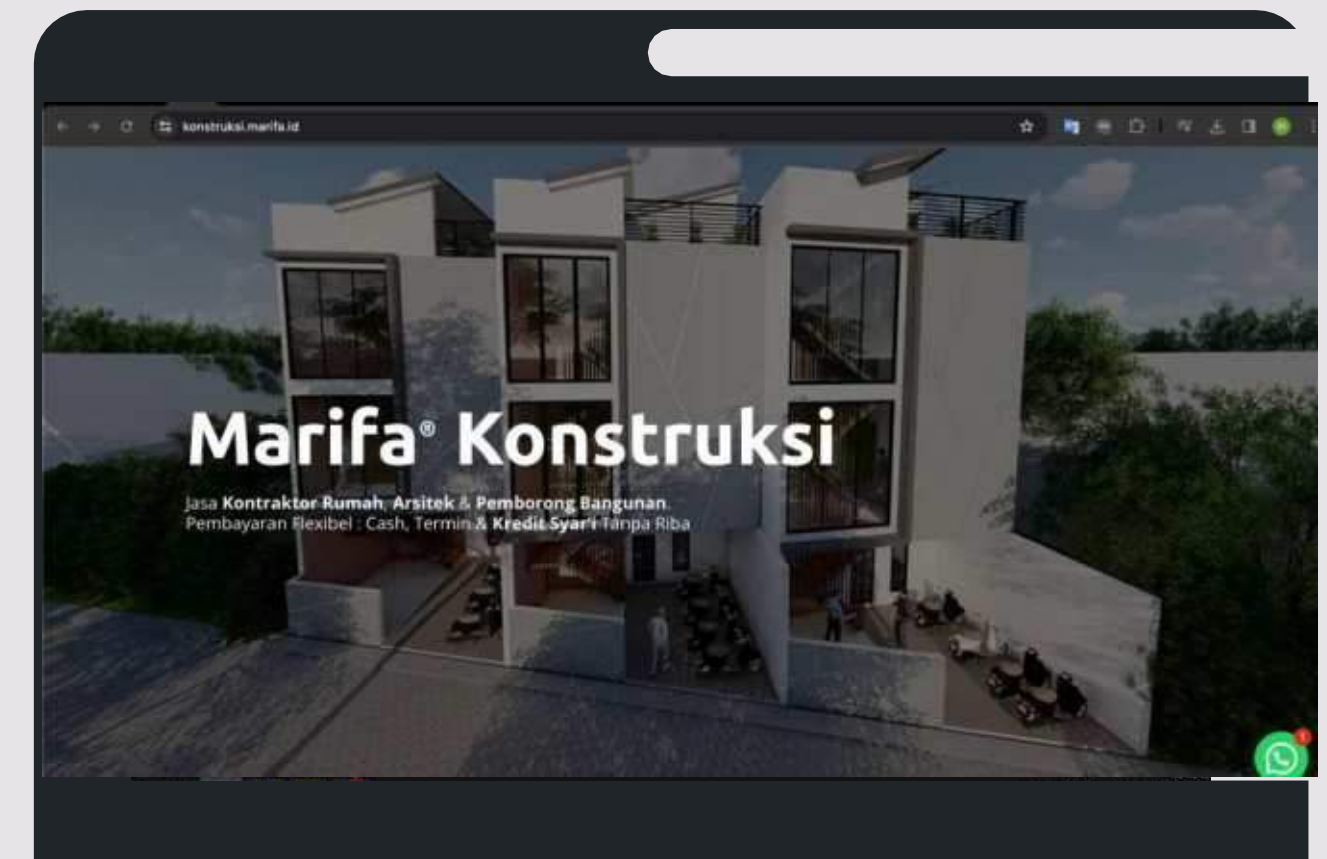 konstruksi.marifa.id
Marifa® Konstruksi
Jasa Kontraktor Rumah, Arsitek & Pemborong Bangunan.
Pembayaran Flexibel : Cash, Termin & Kredit Syar'i Tanpa Riba
1